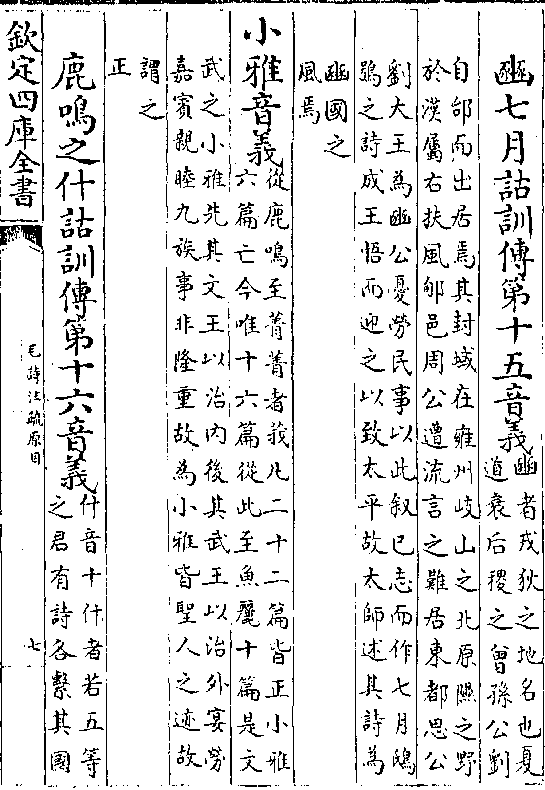 豳七月詁訓傳第十五音義豳者戎狄之地名也夏
道衰后稷之曾孫公劉
自邰而出居焉其封域在雍州岐山之北原隰之野
於漢屬右扶風郇邑周公遭流言之難居東都思公
劉大王為豳公憂勞民事以此叙已志而作七月鴟
鴞之詩成王悟而迎之以致太平故太師述其詩為
豳國之
風焉
小雅音義從鹿鳴至菁菁者莪凡二十二篇皆正小雅
六篇亡今唯十六篇從此至魚麗十篇是文
武之小雅先其文王以治內後其武王以治外宴勞
嘉賓親睦九族事非隆重故為小雅皆聖人之迹故
謂之
正
鹿鳴之什詁訓傳第十六音義什音十什者若五等
之君有詩各繫其國
欽定四庫全書
毛詩注疏原目
七